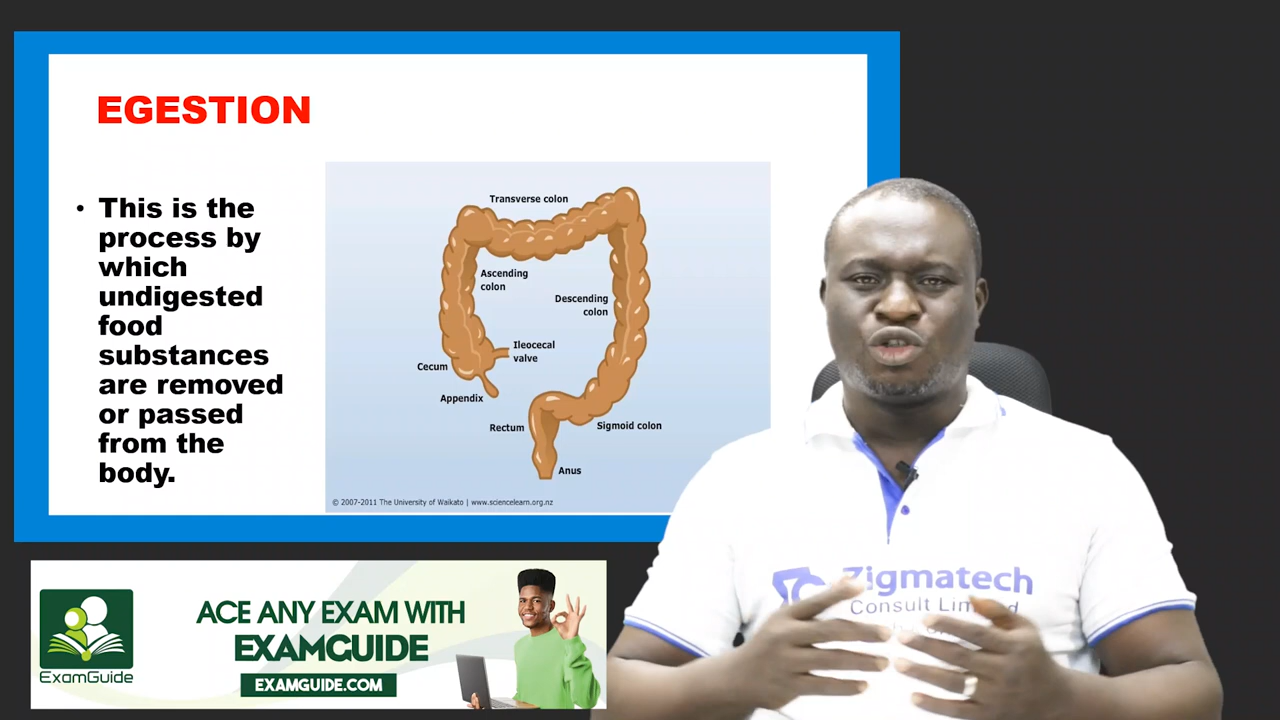 EGESTION
• This is the
process by
which
undigested
food
substances
are removed
or passed
from the
body.
Transverse colon
Ascending
colon
Descending
colon
Ileocecal
valve
Cecum
Appendix
Rectum
Sigmoid colon
Anus
© 2007-2011 The University of Waikato | www.sciencelearn.org.nz
ExamGuide
ACE ANY EXAM WITH
EXAMGUIDE
EXAMGUIDE.COM
Zigmatech
Consult Limited